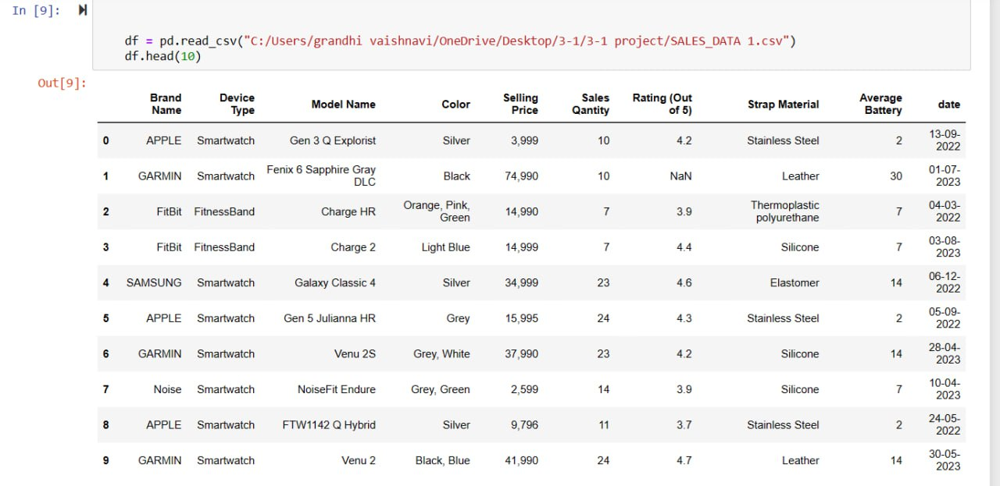 In [9]:
df = pd.read_csv("C:/Users/grandhi vaishnavi/OneDrive/Desktop/3-1/3-1 project/SALES_DATA 1.csv")
df.head(10)
Out[9]:
Brand Name Device Type Model Name Color Selling Price Sales Qantity Rating (Out of 5) Strap Material Average Battery date
0 APPLE Smartwatch Gen 3 Q Explorist Silver 3,999 10 4.2 Stainless Steel 2 13-09-2022
1 GARMIN Smartwatch Fenix 6 Sapphire Gray DLC Black 74,990 10 NaN Leather 30 01-07-2023
2 FitBit FitnessBand Charge HR Orange, Pink, Green 14,990 7 3.9 Thermoplastic polyurethane 7 04-03-2022
3 FitBit FitnessBand Charge 2 Light Blue 14,999 7 4.4 Silicone 7 03-08-2023
4 SAMSUNG Smartwatch Galaxy Classic 4 Silver 34,999 23 4.6 Elastomer 14 06-12-2022
5 APPLE Smartwatch Gen 5 Julianna HR Grey 15,995 24 4.3 Stainless Steel 2 05-09-2022
6 GARMIN Smartwatch Venu 2S Grey, White 37,990 23 4.2 Silicone 14 28-04-2023
7 Noise Smartwatch NoiseFit Endure Grey, Green 2,599 14 3.9 Silicone 7 10-04-2023
8 APPLE Smartwatch FTW1142 Q Hybrid Silver 9,796 11 3.7 Stainless Steel 2 24-05-2022
9 GARMIN Smartwatch Venu 2 Black, Blue 41,990 24 4.7 Leather 14 30-05-2023